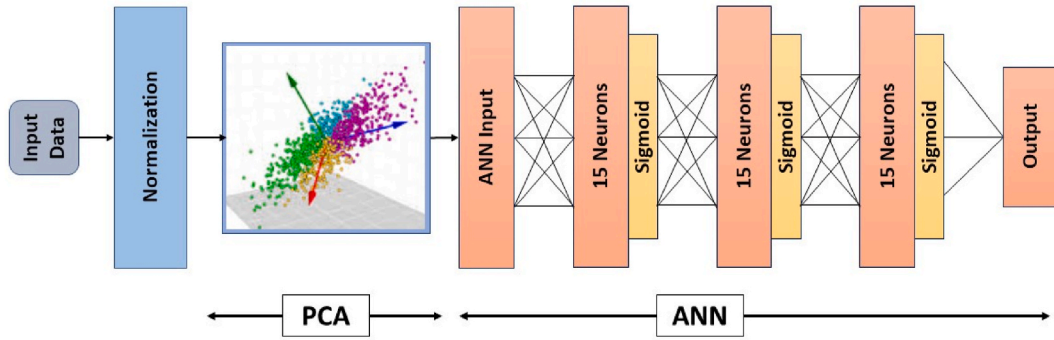 Input
Data
Normalization
ANN Input
15 Neurons
Sigmoid
15 Neurons
Sigmoid
15 Neurons
Sigmoid
Output
PCA
ANN